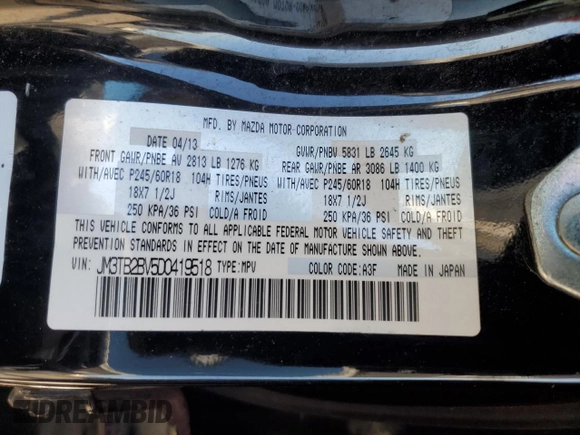 MFD. BY MAZDA MOTOR CORPORATION
DATE 04/13 GVWR/PNBV 5831 LB 2645 KG
FRONT GAWR/PNBE AV 2813 LB 1276 KG REAR GAWR/PNBE AR 3086 LB 1400 KG
WITH/AVEC P245/60R18 104H TIRES/PNEUS WITH/AVEC P245/60R18 104H TIRES/PNEUS
18X7 1/2J RIMS/JANTES 18X7 1/2J RIMS/JANTES
250 KPA/36 PSI COLD/A FROID 250 KPA/36 PSI COLD/A FROID
THIS VEHICLE CONFORMS TO ALL APPLICABLE FEDERAL MOTOR VEHICLE SAFETY AND THEFT
PREVENTION STANDARDS IN EFFECT ON THE DATE OF MANUFACTURE SHOWN ABOVE.
VIN: JM3TB2BV5D0419518 TYPE:MPV COLOR CODE:A3F MADE IN JAPAN
DREAMBID